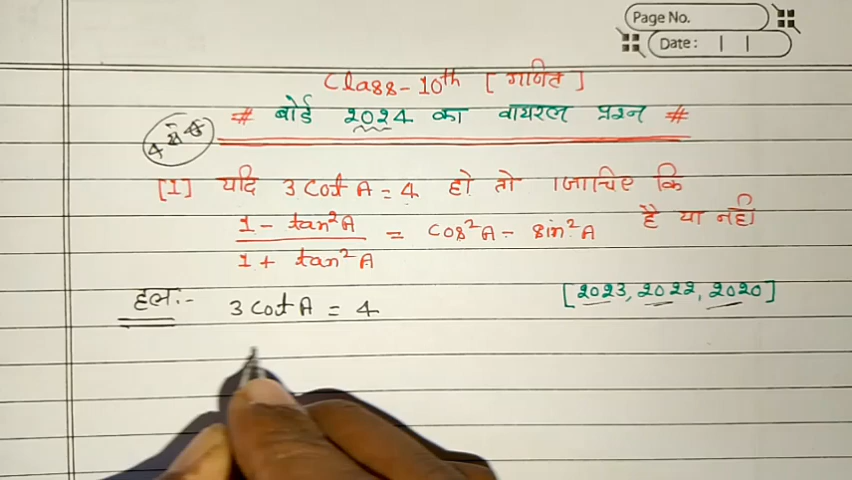 Page No.
Date: | |
Class-10th [गणित]
# बोर्ड 2024 का वायरल प्रश्न #
[1] यदि 3 cot A = 4 हो तो जाचिए कि
1 - tan²A / 1 + tan²A = cos²A - sin²A है या नही
[2023, 2022, 2020]
हलः- 3 cot A = 4